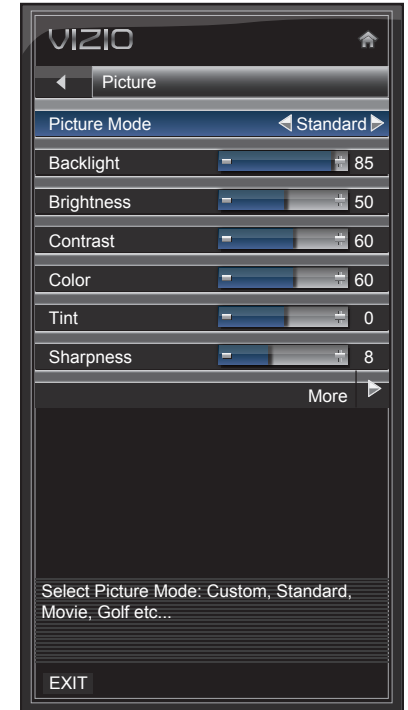 VIZIO
Picture
Picture Mode Standard
Backlight 85
Brightness 50
Contrast 60
Color 60
Tint 0
Sharpness 8
More
Select Picture Mode: Custom, Standard,
Movie, Golf etc...
EXIT